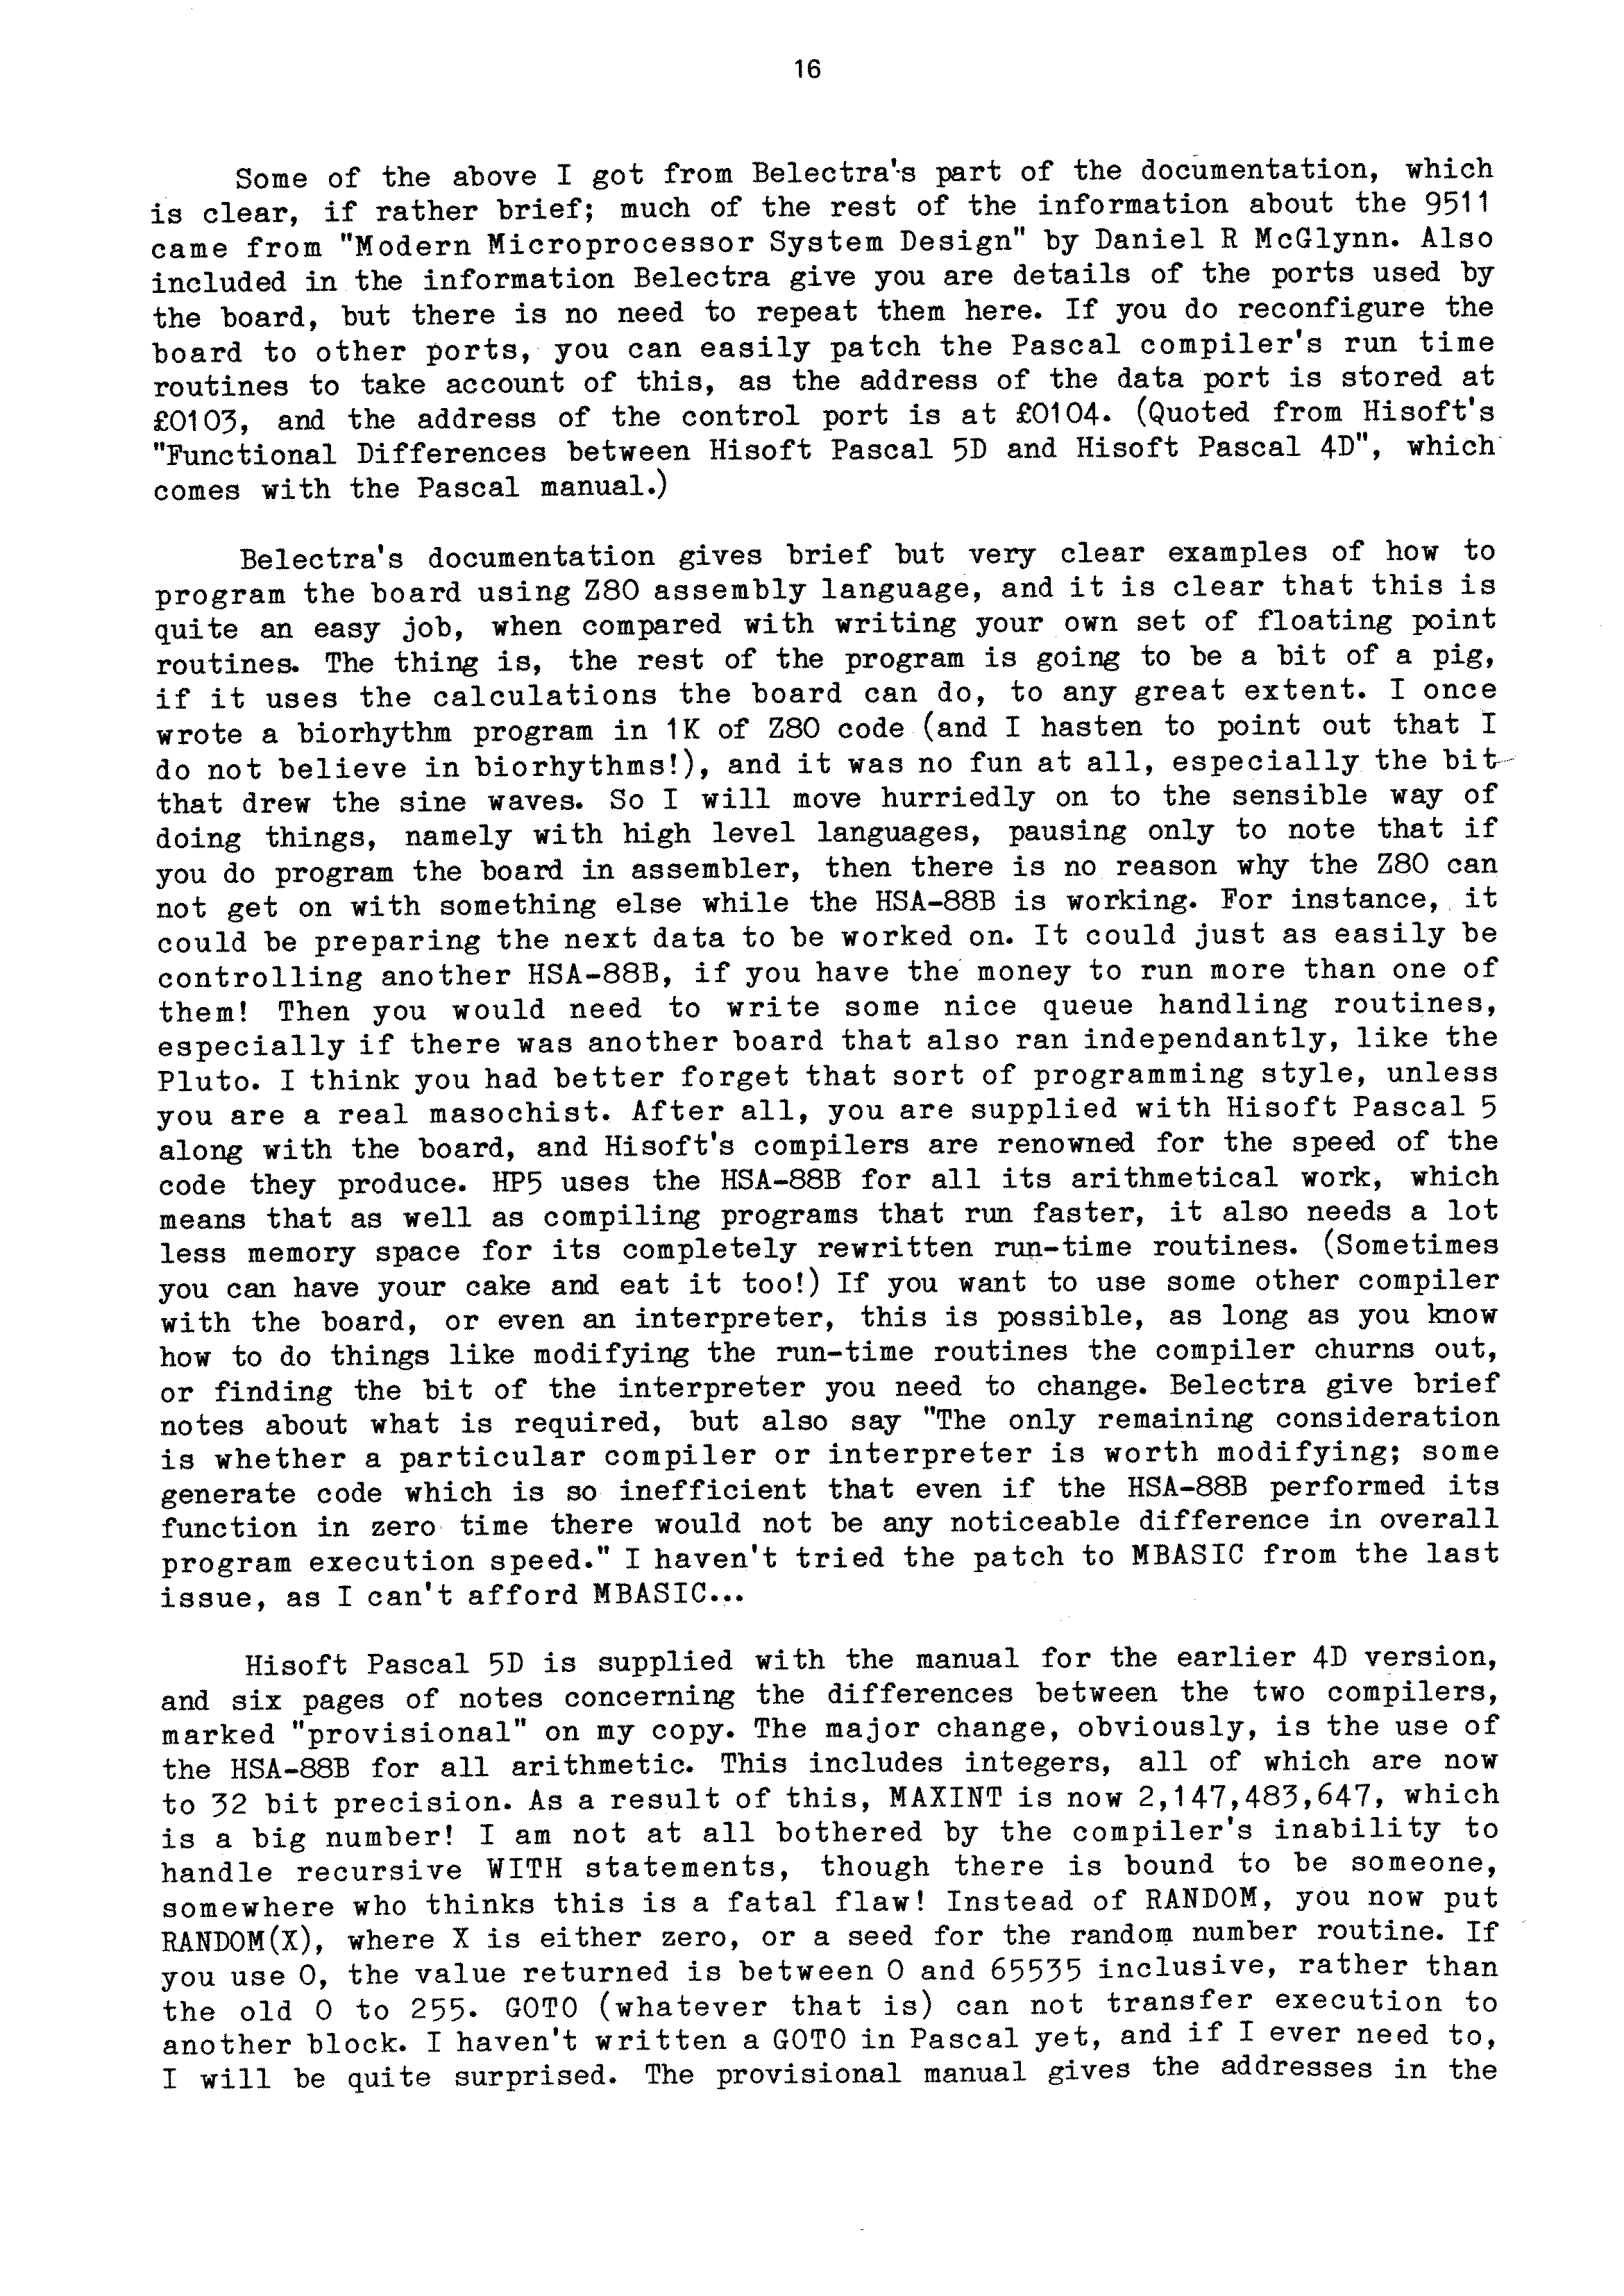 16
Some of the above I got from Belectra's part of the documentation, which
is clear, if rather brief; much of the rest of the information about the 9511
came from "Modern Microprocessor System Design" by Daniel R McGlynn. Also
included in the information Belectra give you are details of the ports used by
the board, but there is no need to repeat them here. If you do reconfigure the
board to other ports, you can easily patch the Pascal compiler's run time
routines to take account of this, as the address of the data port is stored at
£0103, and the address of the control port is at £0104. (Quoted from Hisoft's
"Functional Differences between Hisoft Pascal 5D and Hisoft Pascal 4D", which
comes with the Pascal manual.)
Belectra's documentation gives brief but very clear examples of how to
program the board using Z80 assembly language, and it is clear that this is
quite an easy job, when compared with writing your own set of floating point
routines. The thing is, the rest of the program is going to be a bit of a pig,
if it uses the calculations the board can do, to any great extent. I once
wrote a biorhythm program in 1K of Z80 code (and I hasten to point out that I
do not believe in biorhythms!), and it was no fun at all, especially the bit
that drew the sine waves. So I will move hurriedly on to the sensible way of
doing things, namely with high level languages, pausing only to note that if
you do program the board in assembler, then there is no reason why the Z80 can
not get on with something else while the HSA-88B is working. For instance, it
could be preparing the next data to be worked on. It could just as easily be
controlling another HSA-88B, if you have the money to run more than one of
them! Then you would need to write some nice queue handling routines,
especially if there was another board that also ran independantly, like the
Pluto. I think you had better forget that sort of programming style, unless
you are a real masochist. After all, you are supplied with Hisoft Pascal 5
along with the board, and Hisoft's compilers are renowned for the speed of the
code they produce. HP5 uses the HSA-88B for all its arithmetical work, which
means that as well as compiling programs that run faster, it also needs a lot
less memory space for its completely rewritten run-time routines. (Sometimes
you can have your cake and eat it too!) If you want to use some other compiler
with the board, or even an interpreter, this is possible, as long as you know
how to do things like modifying the run-time routines the compiler churns out,
or finding the bit of the interpreter you need to change. Belectra give brief
notes about what is required, but also say "The only remaining consideration
is whether a particular compiler or interpreter is worth modifying; some
generate code which is so inefficient that even if the HSA-88B performed its
function in zero time there would not be any noticeable difference in overall
program execution speed." I haven't tried the patch to MBASIC from the last
issue, as I can't afford MBASIC...
Hisoft Pascal 5D is supplied with the manual for the earlier 4D version,
and six pages of notes concerning the differences between the two compilers,
marked "provisional" on my copy. The major change, obviously, is the use of
the HSA-88B for all arithmetic. This includes integers, all of which are now
to 32 bit precision. As a result of this, MAXINT is now 2,147,483,647, which
is a big number! I am not at all bothered by the compiler's inability to
handle recursive WITH statements, though there is bound to be someone,
somewhere who thinks this is a fatal flaw! Instead of RANDOM, you now put
RANDOM(X), where X is either zero, or a seed for the random number routine. If
you use 0, the value returned is between 0 and 65535 inclusive, rather than
the old 0 to 255. GOTO (whatever that is) can not transfer execution to
another block. I haven't written a GOTO in Pascal yet, and if I ever need to,
I will be quite surprised. The provisional manual gives the addresses in the